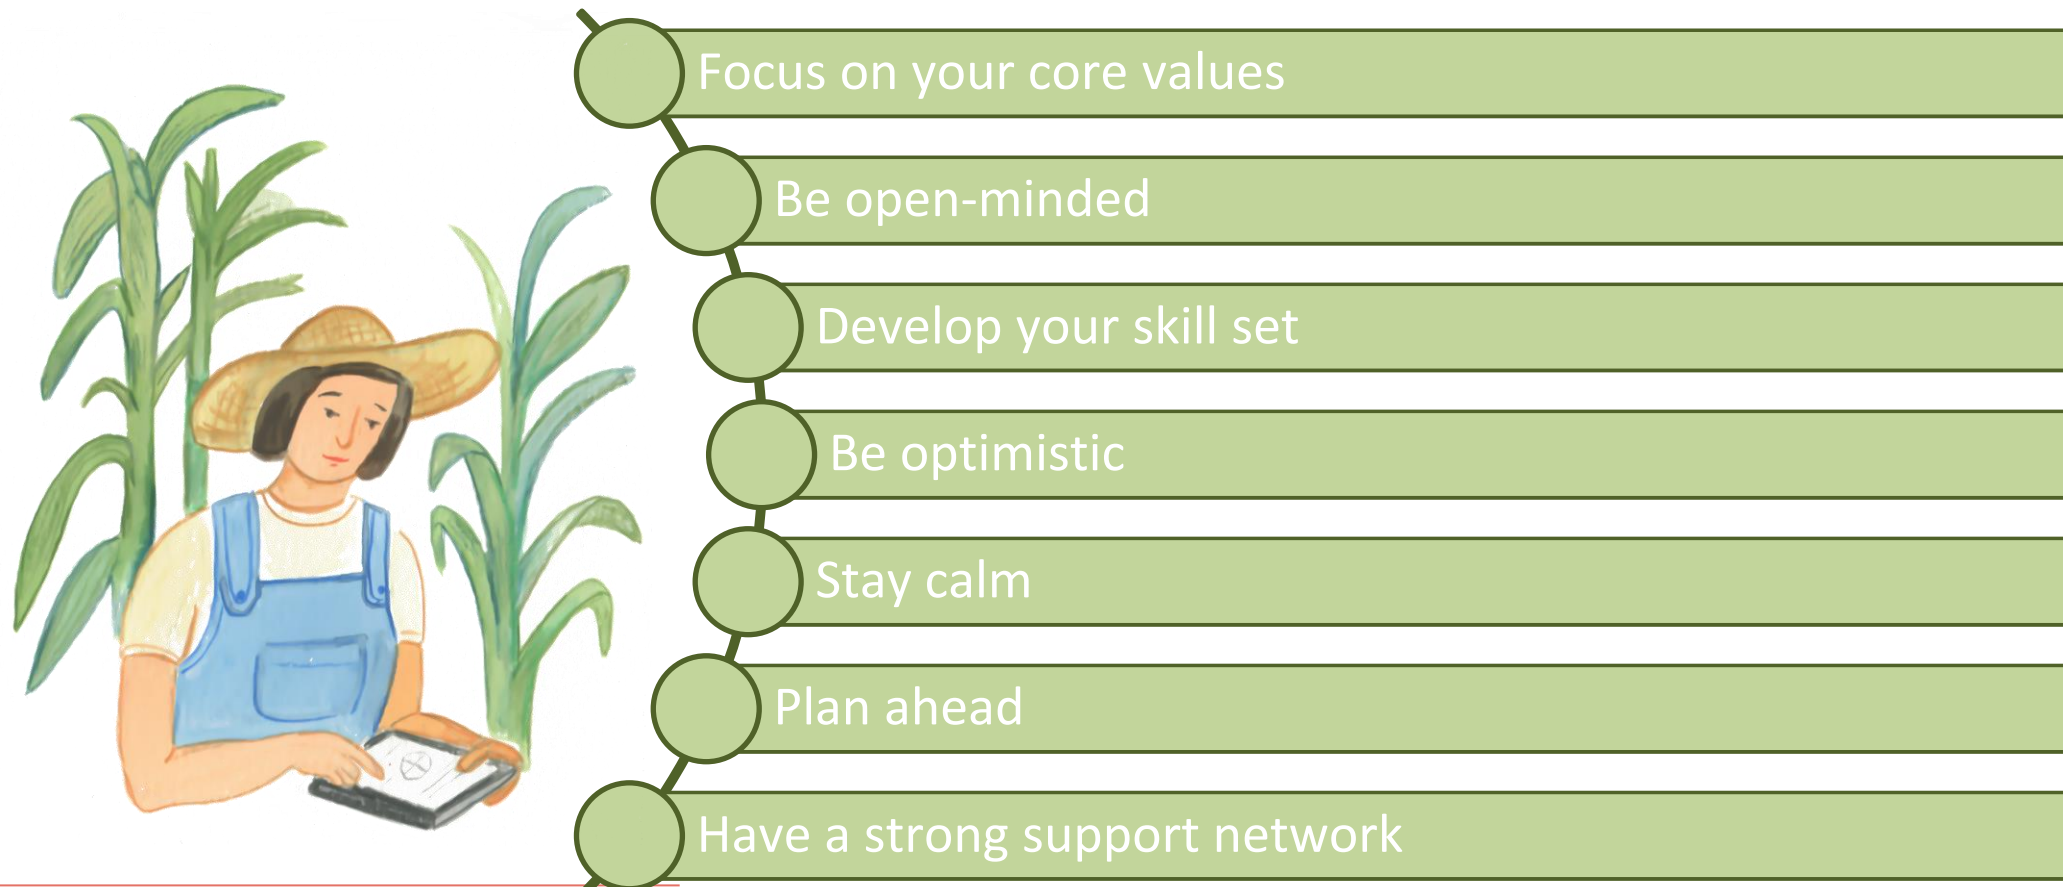 Focus on your core values
Be open-minded
Develop your skill set
Be optimistic
Stay calm
Plan ahead
Have a strong support network